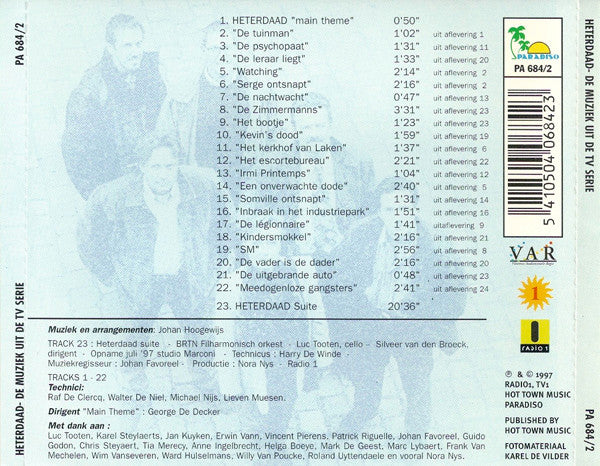 HETERDAAD- DE MUZIEK UIT DE TV SERIE
PA 684/2
1. HETERDAAD "main theme" 0'50"
2. "De tuinman" 1'02" uit aflevering 1
3. "De psychopaat" 1'31" uit aflevering 11
4. "De leraar liegt" 1'33" uit aflevering 20
5. "Watching" 2'14" uit aflevering 2
6. "Serge ontsnapt" 2'16" uit aflevering 2
7. "De nachtwacht" 0'47" uit aflevering 13
8. "De Zimmermanns" 3'31" uit aflevering 23
9. "Het bootje" 1'23" uit aflevering 13
10. "Kevin's dood" 1'59" uit aflevering 19
11. "Het kerkhof van Laken" 1'37" uit aflevering 6
12. "Het escortebureau" 2'21" uit aflevering 22
13. "Irmi Printemps" 1'04" uit aflevering 12
14. "Een onverwachte dode" 2'40" uit aflevering 5
15. "Somville ontsnapt" 1'31" uit aflevering 14
16. "Inbraak in het industriepark" 1'51" uit aflevering 16
17. "De légionnaire" 1'41" uitaflevering 9
18. "Kindersmokkel" 2'16" uit aflevering 21
19. "SM" 2'56" uit aflevering 8
20. "De vader is de dader" 2'16" uit aflevering 18
21. "De uitgebrande auto" 0'48" uit aflevering 23
22. "Meedogenloze gangsters" 2'41" uit aflevering 24
23. HETERDAAD Suite 20'36"
Muziek en arrangementen: Johan Hoogewijs
TRACK 23 : Heterdaad suite - BRTN Filharmonisch orkest - Luc Tooten, cello - Silveer van den Broeck,
dirigent - Opname juli '97 studio Marconi - Technicus : Harry De Winde -
Muziekregisseur : Johan Favoreel - Productie : Nora Nys - Radio 1
TRACKS 1 - 22
Technici:
Raf De Clercq, Walter De Niel, Michael Nijs, Lieven Muesen.
Dirigent "Main Theme" : George De Decker
Met dank aan :
Luc Tooten, Karel Steylaerts, Jan Kuyken, Erwin Vann, Vincent Pierens, Patrick Riguelle, Johan Favoreel, Guido
Godon, Chris Steyaert, Tia Merecy, Anne Ingelbrecht, Helga Boeye, Mark De Geest, Marc Lybaert, Frank Van
Mechelen, Wim Vanseveren, Ward Hulselmans, Willy Van Poucke, Roland Uyttendaele en vooral Nora Nys.
PARADISO
PA 684/2
5 410504 068423
VAR
1
1
RADIO 1
℗ & © 1997
RADIO1, TV1
HOT TOWN MUSIC
PARADISO
PUBLISHED BY
HOT TOWN MUSIC
FOTOMATERIAAL
KAREL DE VILDER
HETERDAAD- DE MUZIEK UIT DE TV SERIE
PA 684/2